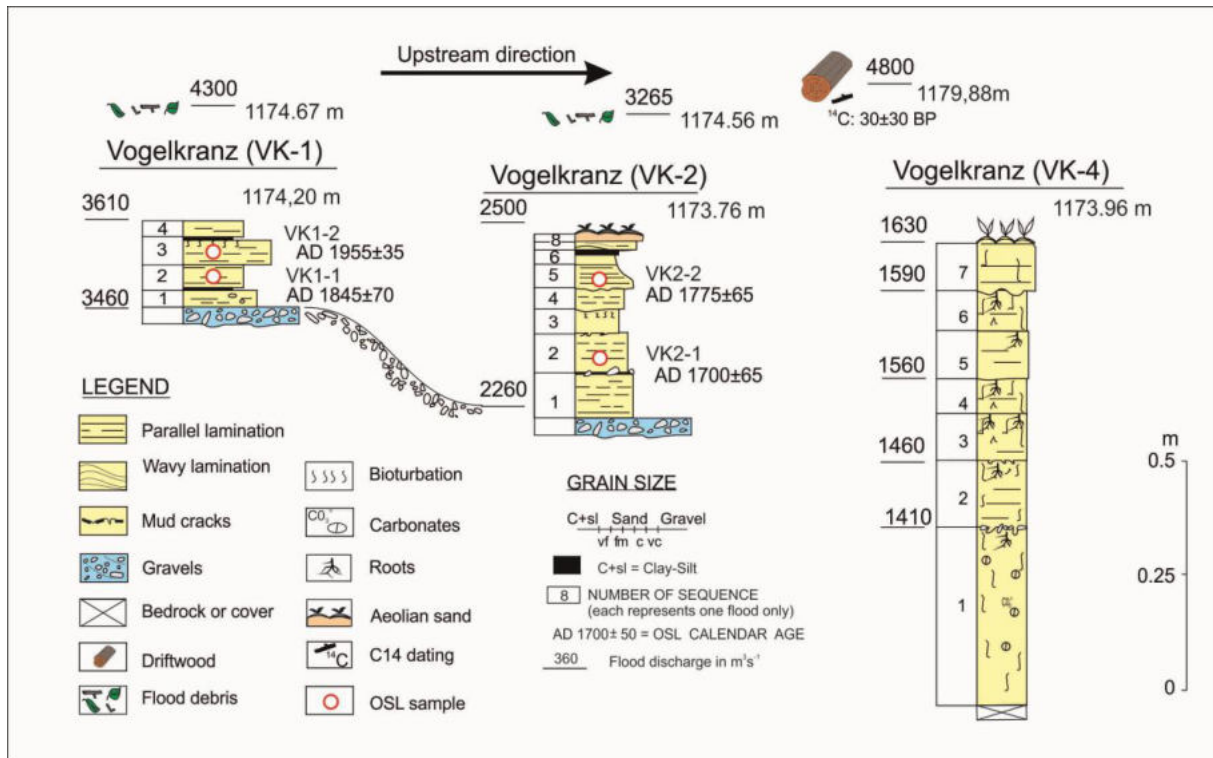 Upstream direction
4300
1174.67 m
3265
1174.56 m
4800
1179,88m
¹⁴C: 30±30 BP
Vogelkranz (VK-1)
1174,20 m
3610
3460
4
3
2
1
VK1-2
AD 1955±35
VK1-1
AD 1845±70
Vogelkranz (VK-2)
1173.76 m
2500
2260
8
6
5
4
3
2
1
VK2-2
AD 1775±65
VK2-1
AD 1700±65
Vogelkranz (VK-4)
1173.96 m
1630
1590
1560
1460
1410
7
6
5
4
3
2
1
m
0.5
0.25
0
LEGEND
Parallel lamination
Wavy lamination
Mud cracks
Gravels
Bedrock or cover
Driftwood
Flood debris
Bioturbation
Carbonates
Roots
Aeolian sand
¹⁴C
C14 dating
OSL sample
GRAIN SIZE
C+sl Sand Gravel
vf fm c vc
C+sl = Clay-Silt
8 NUMBER OF SEQUENCE
(each represents one flood only)
AD 1700± 50 = OSL CALENDAR AGE
360 Flood discharge in m³s⁻¹